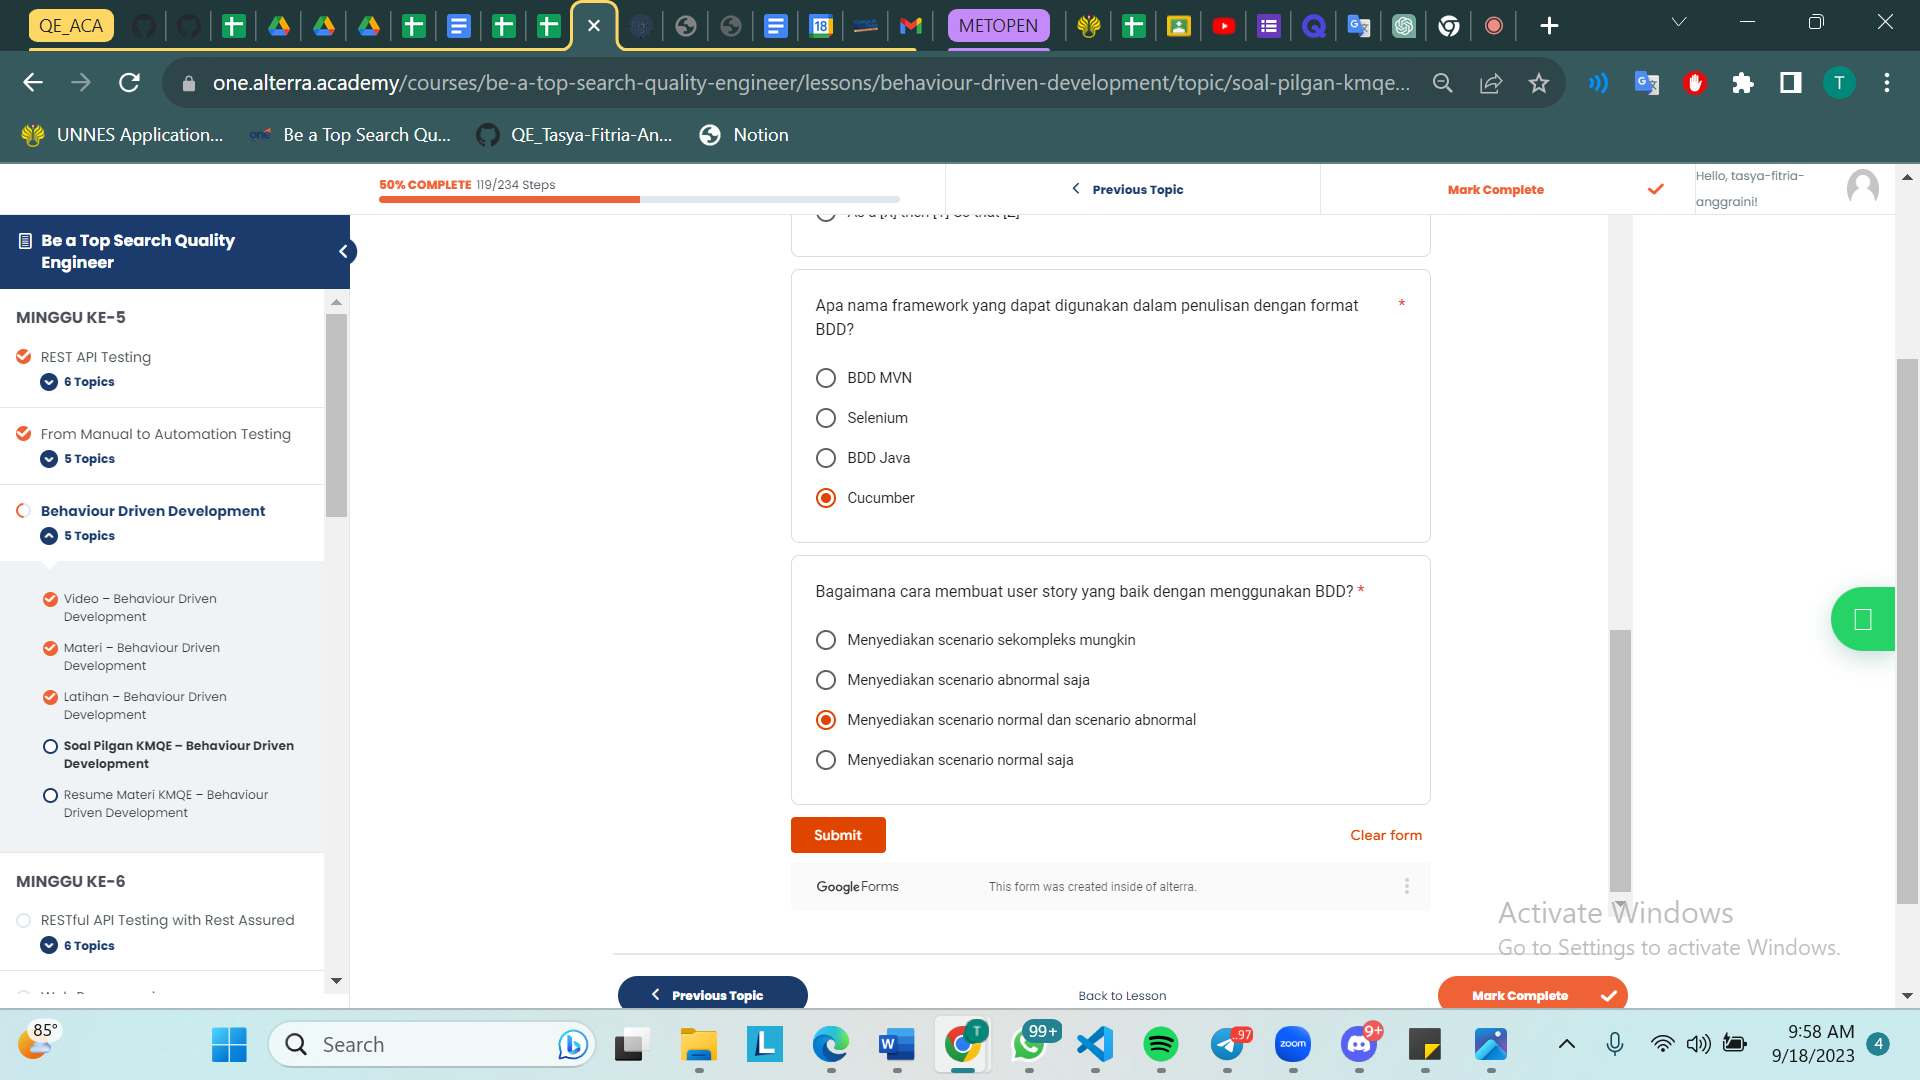 QE_ACA
METOPEN
one.alterra.academy/courses/be-a-top-search-quality-engineer/lessons/behaviour-driven-development/topic/soal-pilgan-kmqe...
UNNES Application...
Be a Top Search Qu...
QE_Tasya-Fitria-An...
Notion
50% COMPLETE 119/234 Steps
Previous Topic
Mark Complete
Hello, tasya-fitria-
anggraini!
Be a Top Search Quality
Engineer
MINGGU KE-5
REST API Testing
6 Topics
From Manual to Automation Testing
5 Topics
Behaviour Driven Development
5 Topics
Video – Behaviour Driven
Development
Materi – Behaviour Driven
Development
Latihan – Behaviour Driven
Development
Soal Pilgan KMQE – Behaviour Driven
Development
Resume Materi KMQE – Behaviour
Driven Development
MINGGU KE-6
RESTful API Testing with Rest Assured
6 Topics
Apa nama framework yang dapat digunakan dalam penulisan dengan format *
BDD?
BDD MVN
Selenium
BDD Java
Cucumber
Bagaimana cara membuat user story yang baik dengan menggunakan BDD? *
Menyediakan scenario sekompleks mungkin
Menyediakan scenario abnormal saja
Menyediakan scenario normal dan scenario abnormal
Menyediakan scenario normal saja
Submit
Clear form
Google Forms
This form was created inside of alterra.
Activate Windows
Go to Settings to activate Windows.
Previous Topic
Back to Lesson
Mark Complete
85°
Search
99+
..97
zoom
9+
9:58 AM
9/18/2023
4